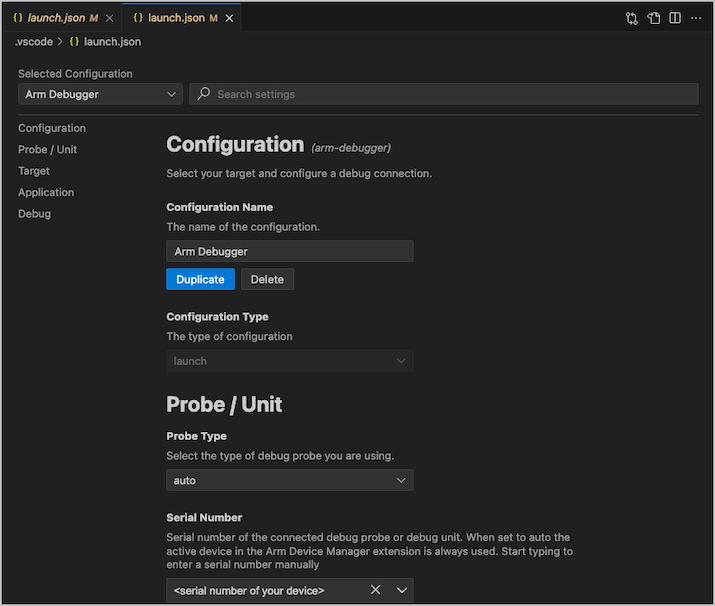 {} launch.json M × {} launch.json M ×
.vscode > {} launch.json
Selected Configuration
Arm Debugger Search settings
Configuration
Probe / Unit
Target
Application
Debug
Configuration (arm-debugger)
Select your target and configure a debug connection.
Configuration Name
The name of the configuration.
Arm Debugger
Duplicate Delete
Configuration Type
The type of configuration
launch
Probe / Unit
Probe Type
Select the type of debug probe you are using.
auto
Serial Number
Serial number of the connected debug probe or debug unit. When set to auto the
active device in the Arm Device Manager extension is always used. Start typing to
enter a serial number manually
<serial number of your device>